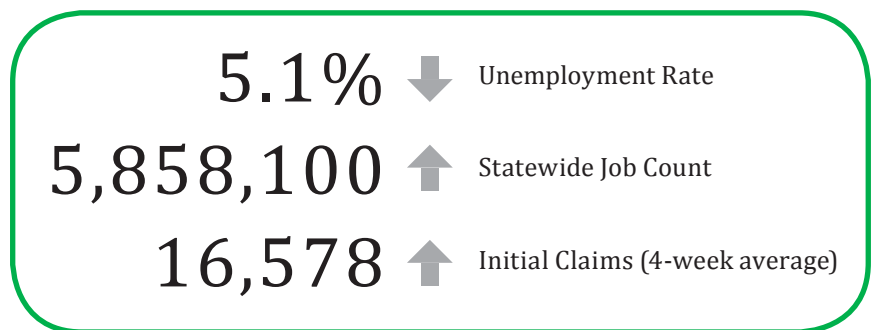 5.1% Unemployment Rate
5,858,100 Statewide Job Count
16,578 Initial Claims (4-week average)